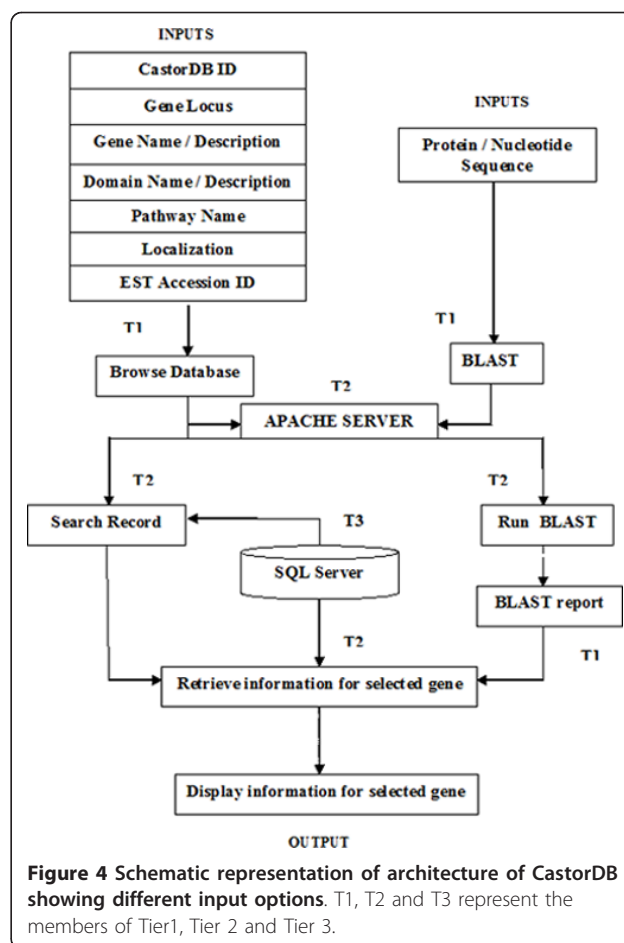 INPUTS
CastorDB ID
Gene Locus
Gene Name / Description
Domain Name / Description
Pathway Name
Localization
EST Accession ID
INPUTS
Protein / Nucleotide
Sequence
T1
T1
Browse Database
BLAST
T2
APACHE SERVER
T2
T2
Search Record
T3
Run BLAST
SQL Server
BLAST report
T2
T1
Retrieve information for selected gene
Display information for selected gene
OUTPUT
Figure 4 Schematic representation of architecture of CastorDB
showing different input options. T1, T2 and T3 represent the
members of Tier1, Tier 2 and Tier 3.